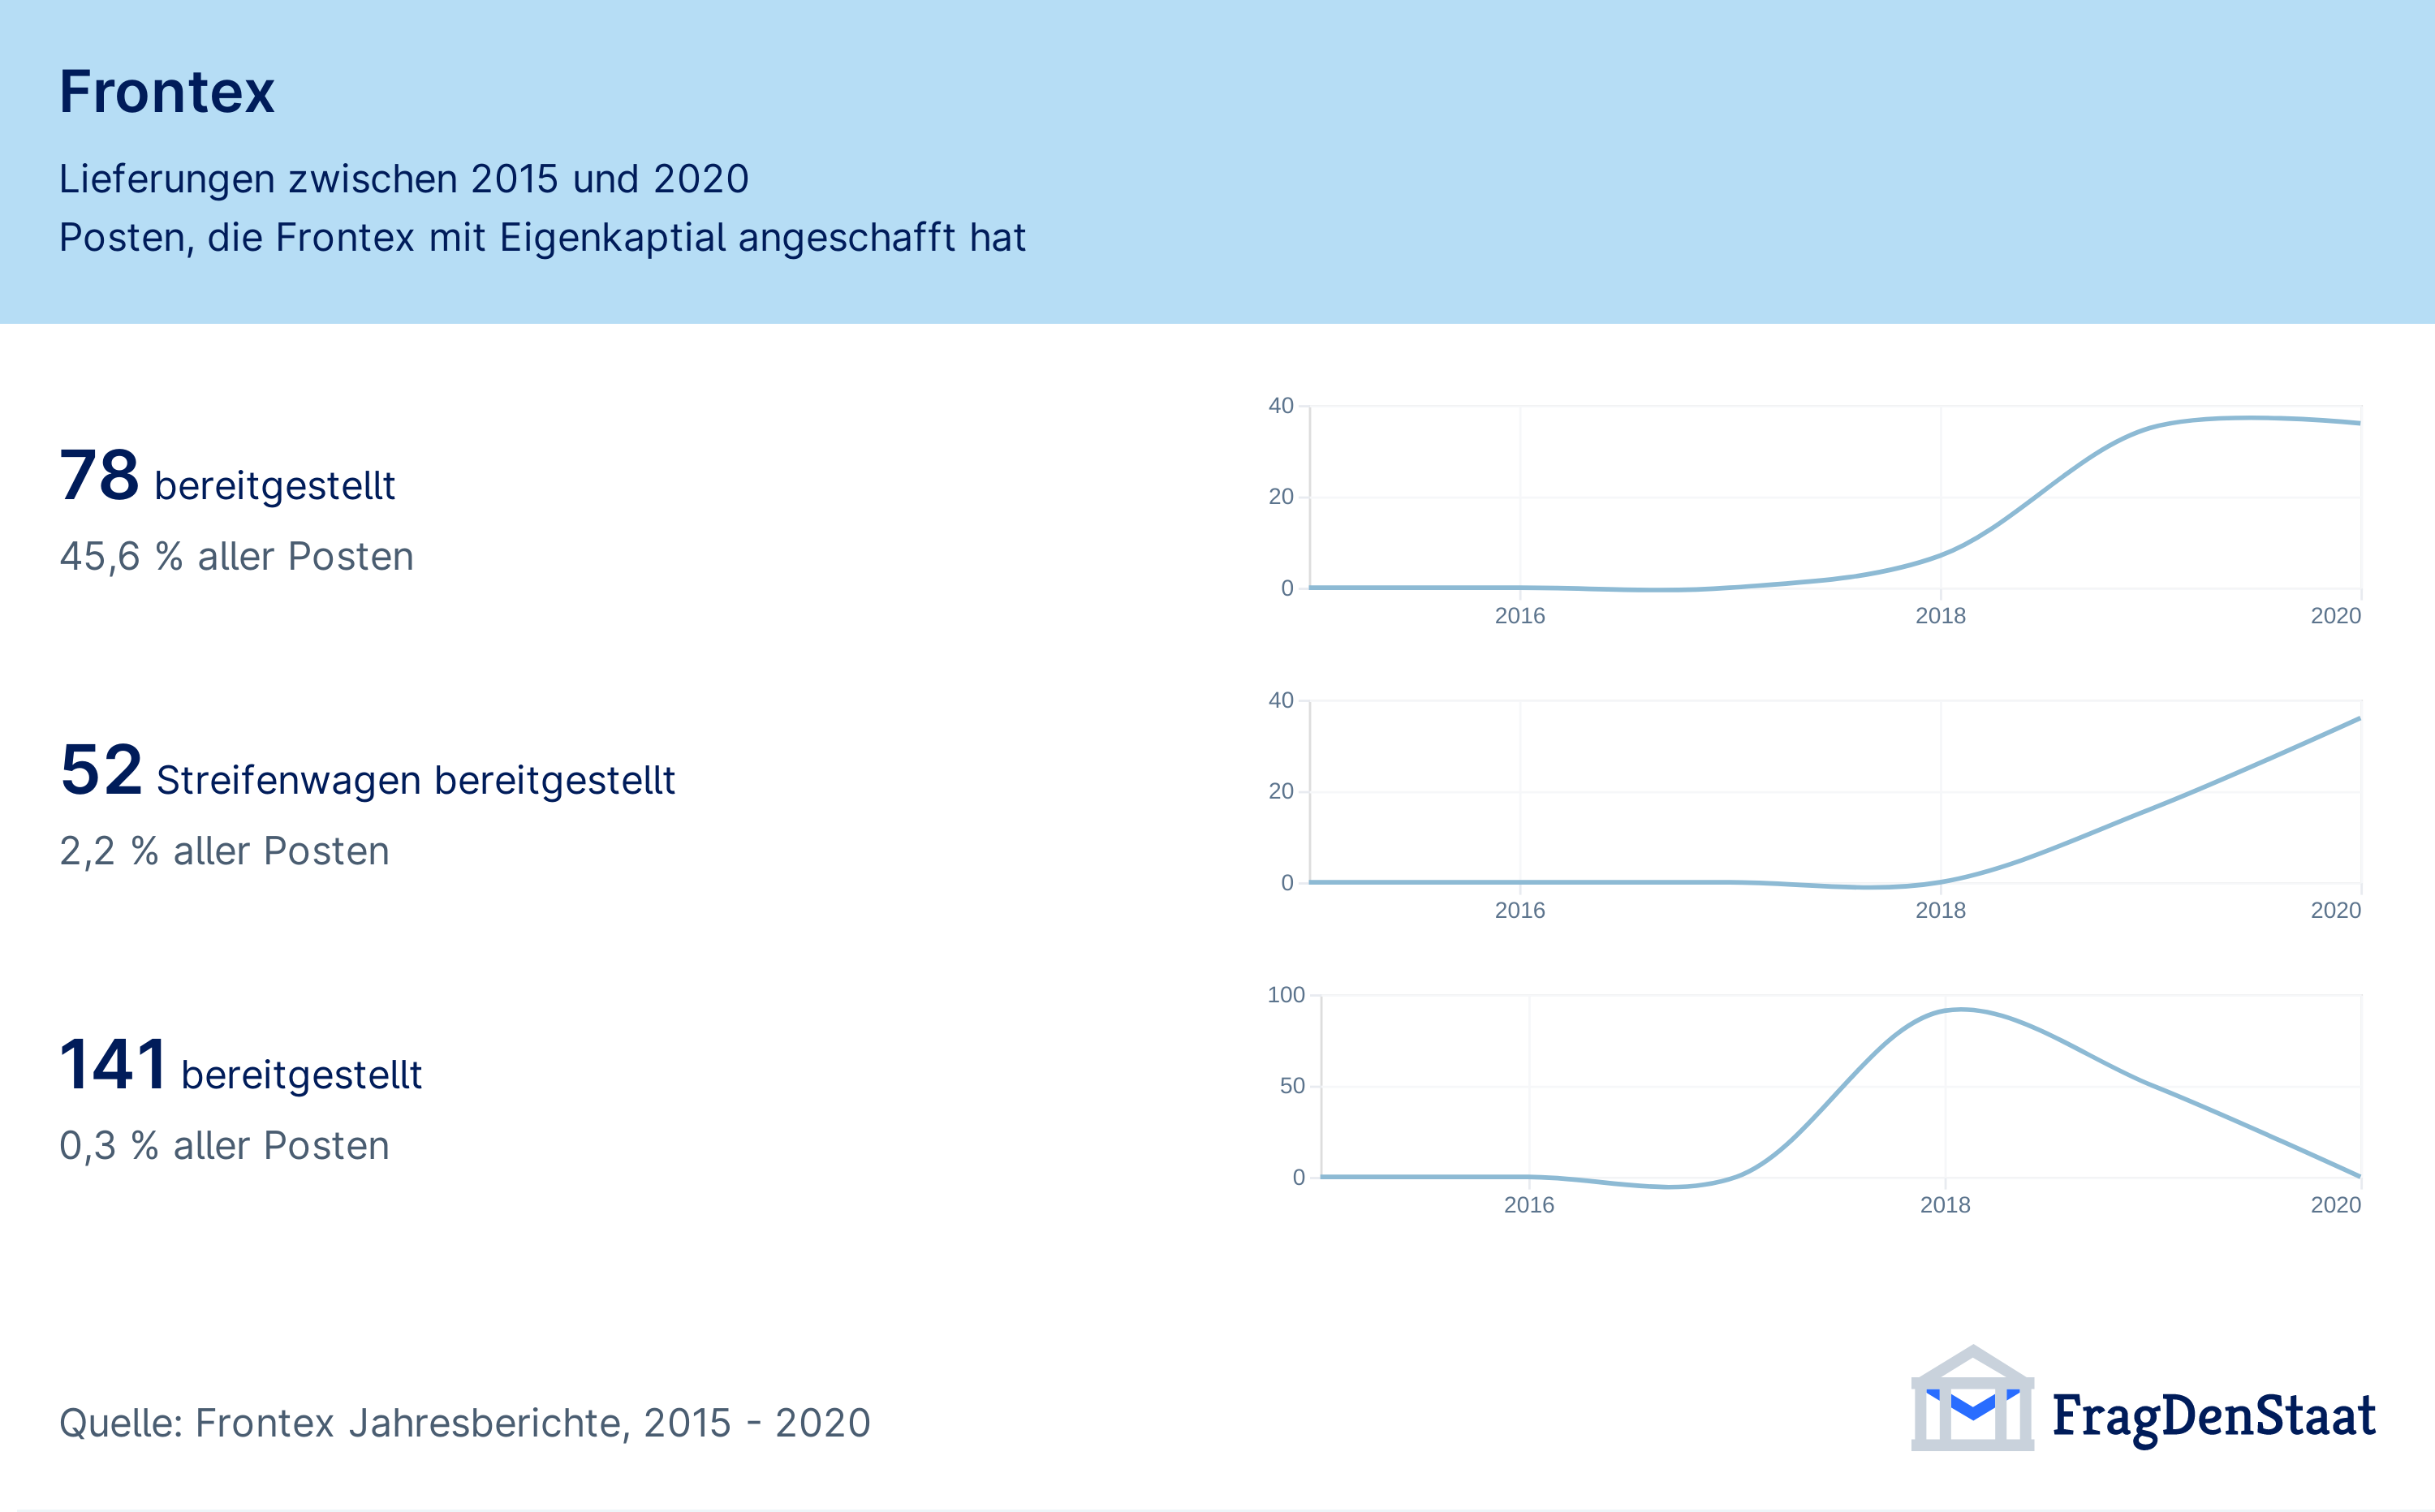 Frontex
Lieferungen zwischen 2015 und 2020
Posten, die Frontex mit Eigenkaptial angeschafft hat
78 bereitgestellt
45,6 % aller Posten
40
20
0
2016 2018 2020
52 Streifenwagen bereitgestellt
2,2 % aller Posten
40
20
0
2016 2018 2020
141 bereitgestellt
0,3 % aller Posten
100
50
0
2016 2018 2020
Quelle: Frontex Jahresberichte, 2015 - 2020
FragDenStaat